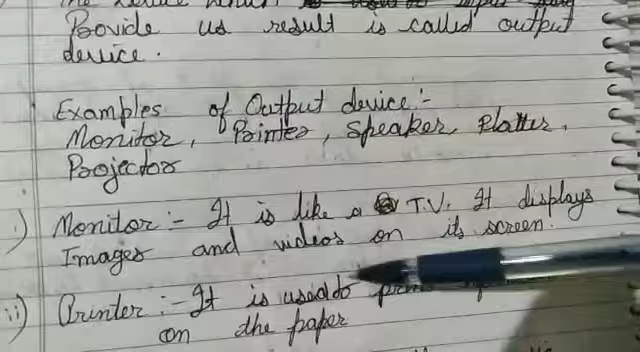 Provide us result is called output
device.
Examples of Output device:-
Monitor, Printer, Speaker, Plotter,
Projector
i) Monitor :- It is like a T.V. It displays
Images and videos on its screen.
ii) Printer :- It is used to
on the paper